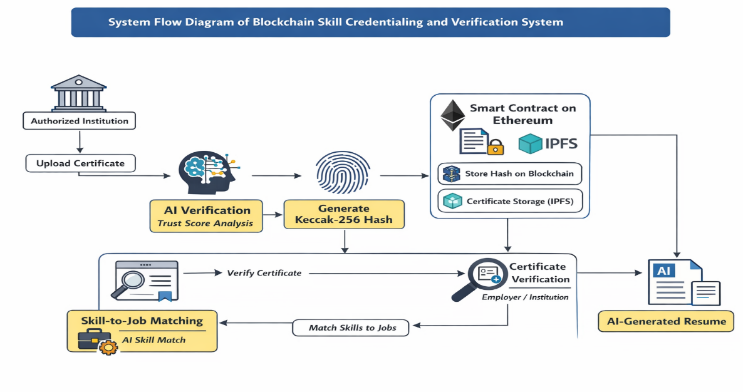 System Flow Diagram of Blockchain Skill Credentialing and Verification System
Authorized Institution
Upload Certificate
AI Verification
Trust Score Analysis
Generate
Keccak-256 Hash
Smart Contract on
Ethereum
IPFS
Store Hash on Blockchain
Certificate Storage (IPFS)
Verify Certificate
Certificate
Verification
Employer / Institution
Skill-to-Job Matching
AI Skill Match
Match Skills to Jobs
AI
AI-Generated Resume